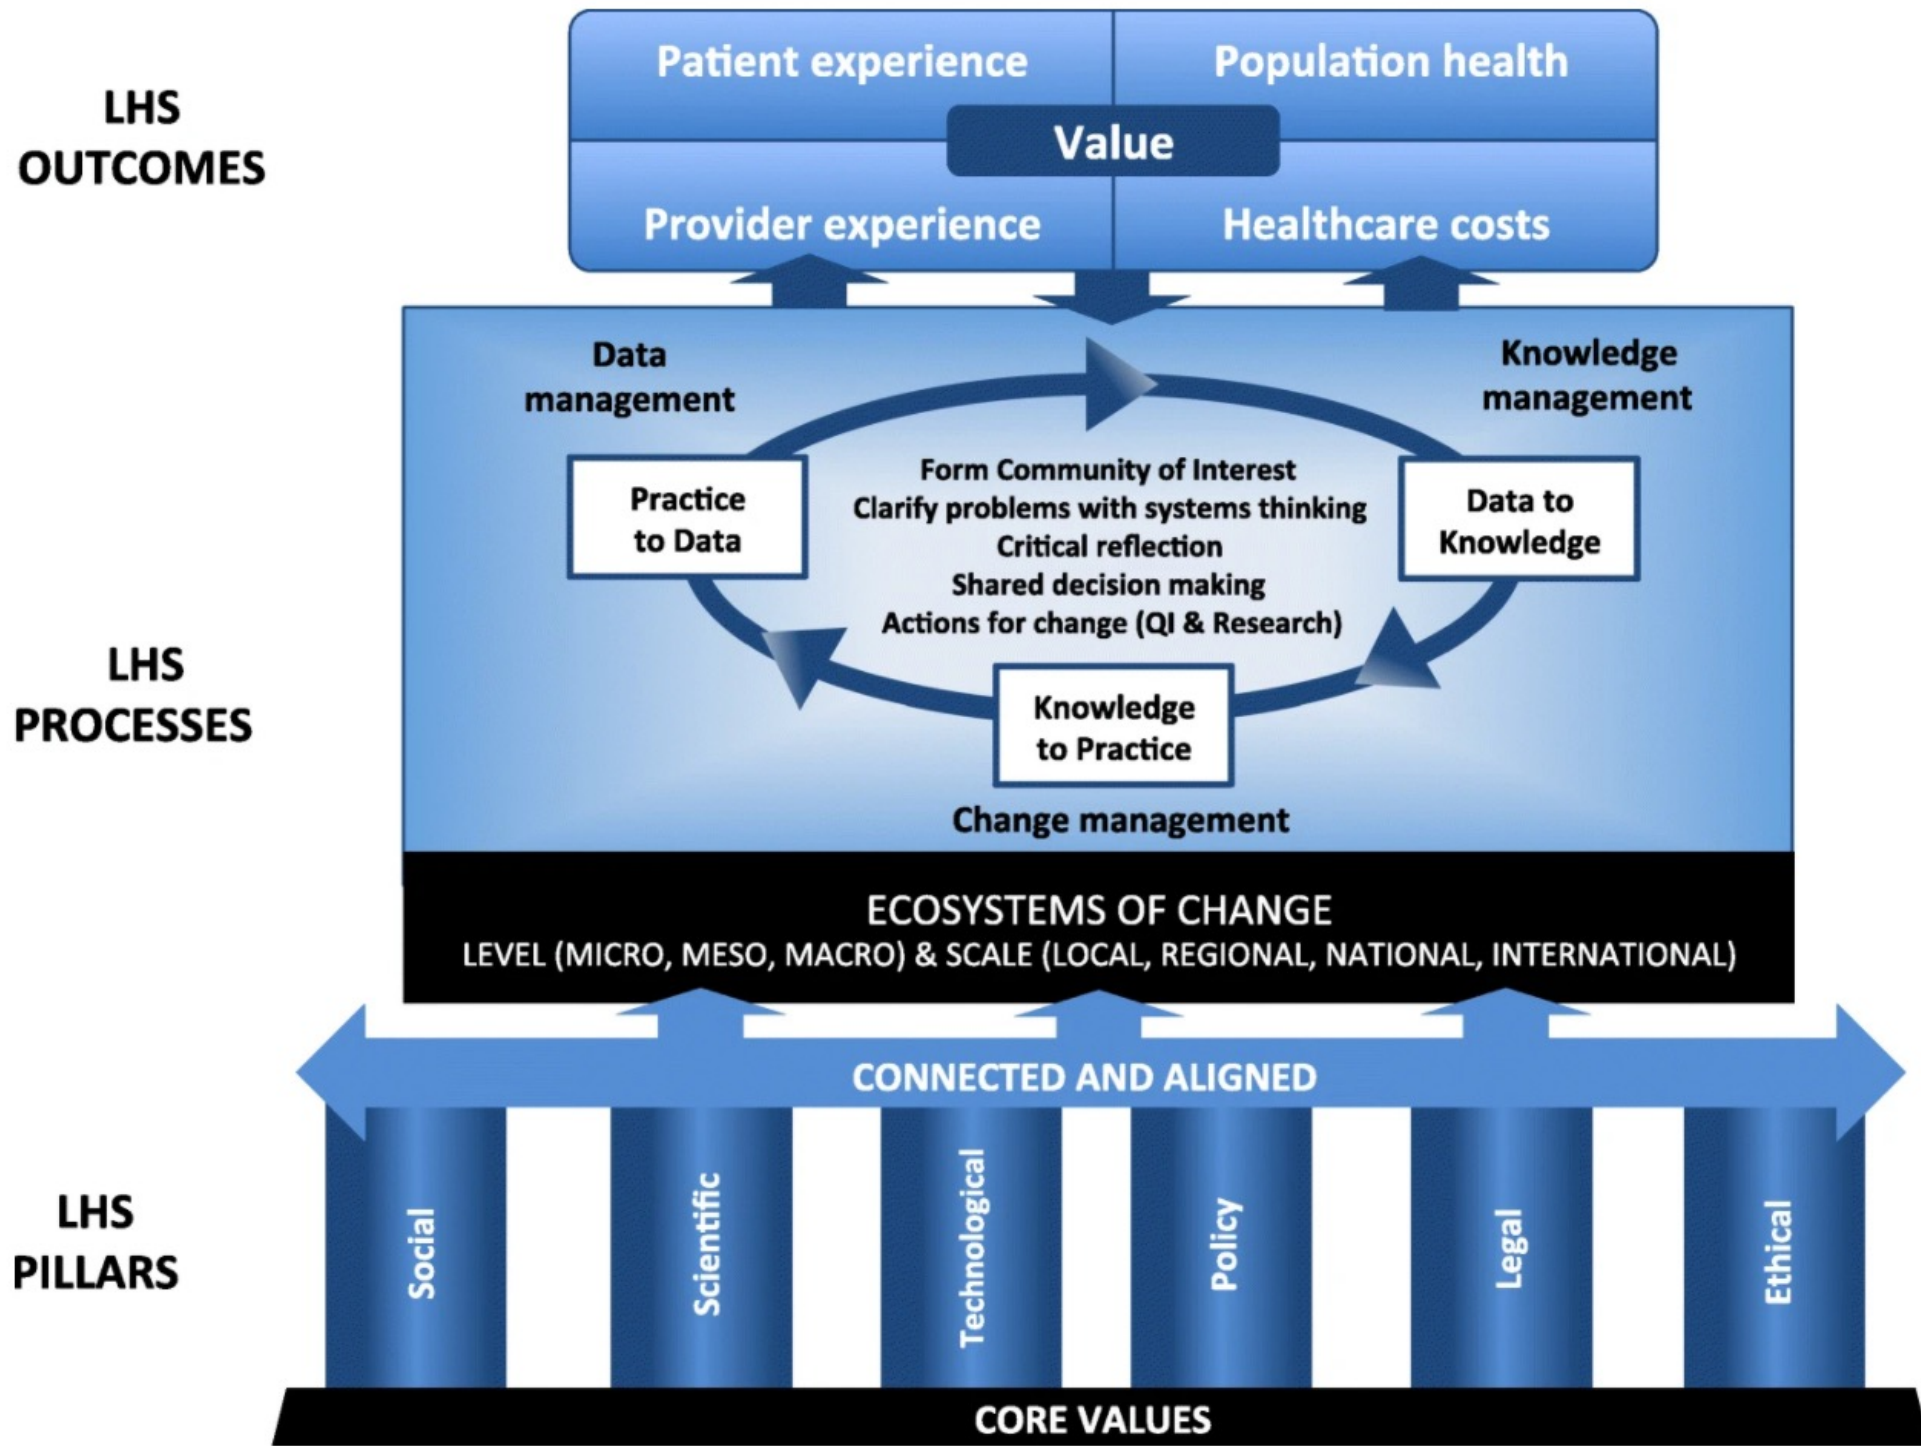 LHS
OUTCOMES
Patient experience
Population health
Value
Provider experience
Healthcare costs
LHS
PROCESSES
Data
management
Knowledge
management
Practice
to Data
Form Community of Interest
Clarify problems with systems thinking
Critical reflection
Shared decision making
Actions for change (QI & Research)
Data to
Knowledge
Knowledge
to Practice
Change management
ECOSYSTEMS OF CHANGE
LEVEL (MICRO, MESO, MACRO) & SCALE (LOCAL, REGIONAL, NATIONAL, INTERNATIONAL)
CONNECTED AND ALIGNED
LHS
PILLARS
Social
Scientific
Technological
Policy
Legal
Ethical
CORE VALUES